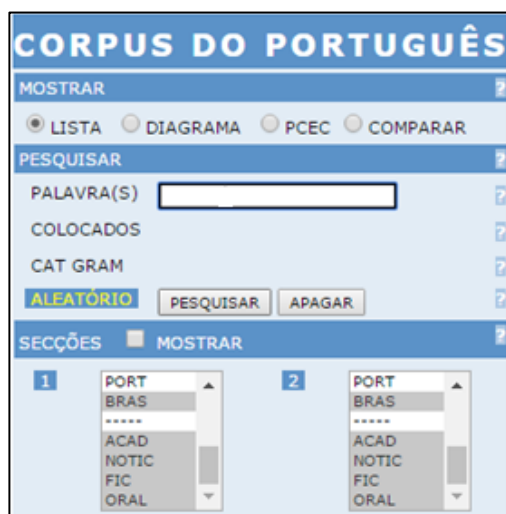 CORPUS DO PORTUGUÊS
MOSTRAR ?
LISTA DIAGRAMA PCEC COMPARAR
PESQUISAR ?
PALAVRA(S) ?
COLOCADOS ?
CAT GRAM ?
ALEATÓRIO PESQUISAR APAGAR ?
SECÇÕES MOSTRAR ?
1 PORT 2 PORT
BRAS BRAS
----- -----
ACAD ACAD
NOTIC NOTIC
FIC FIC
ORAL ORAL